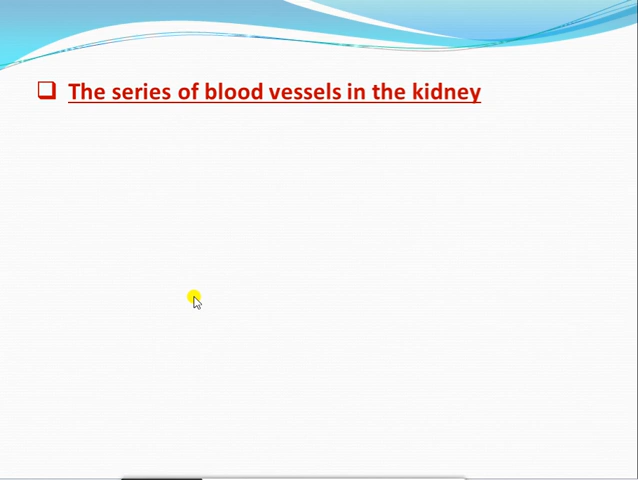 The series of blood vessels in the kidney